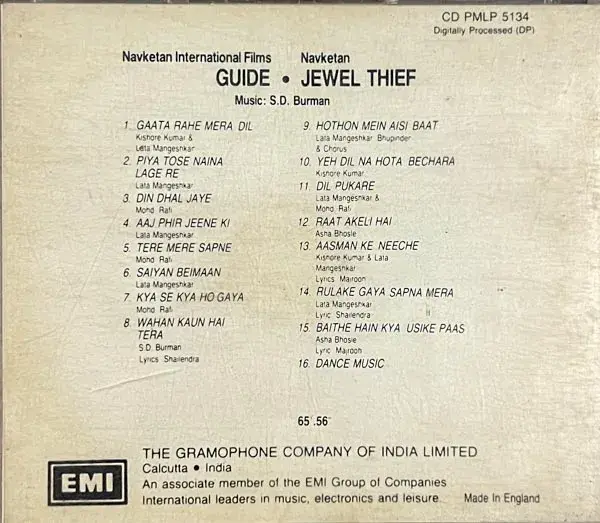 CD PMLP 5134
Digitally Processed (DP)
Navketan International Films
GUIDE • JEWEL THIEF
Navketan
Music: S.D. Burman
1. GAATA RAHE MERA DIL
Kishore Kumar &
Lata Mangeshkar
2. PIYA TOSE NAINA
LAGE RE
Lata Mangeshkar
3. DIN DHAL JAYE
Mohd. Rafi
4. AAJ PHIR JEENE KI
Lata Mangeshkar
5. TERE MERE SAPNE
Mohd. Rafi
6. SAIYAN BEIMAAN
Lata Mangeshkar
7. KYA SE KYA HO GAYA
Mohd. Rafi
8. WAHAN KAUN HAI
TERA
S.D. Burman
Lyrics Shailendra
9. HOTHON MEIN AISI BAAT
Lata Mangeshkar Bhupinder
& Chorus
10. YEH DIL NA HOTA BECHARA
Kishore Kumar
11. DIL PUKARE
Lata Mangeshkar &
Mohd. Rafi
12. RAAT AKELI HAI
Asha Bhosle
13. AASMAN KE NEECHE
Kishore Kumar & Lata
Mangeshkar
Lyrics Majrooh
14. RULAKE GAYA SAPNA MERA
Lata Mangeshkar
Lyric Shailendra
15. BAITHE HAIN KYA USIKE PAAS
Asha Bhosle
Lyric Majrooh
16. DANCE MUSIC
65'.56"
EMI
THE GRAMOPHONE COMPANY OF INDIA LIMITED
Calcutta • India
An associate member of the EMI Group of Companies
International leaders in music, electronics and leisure. Made In England